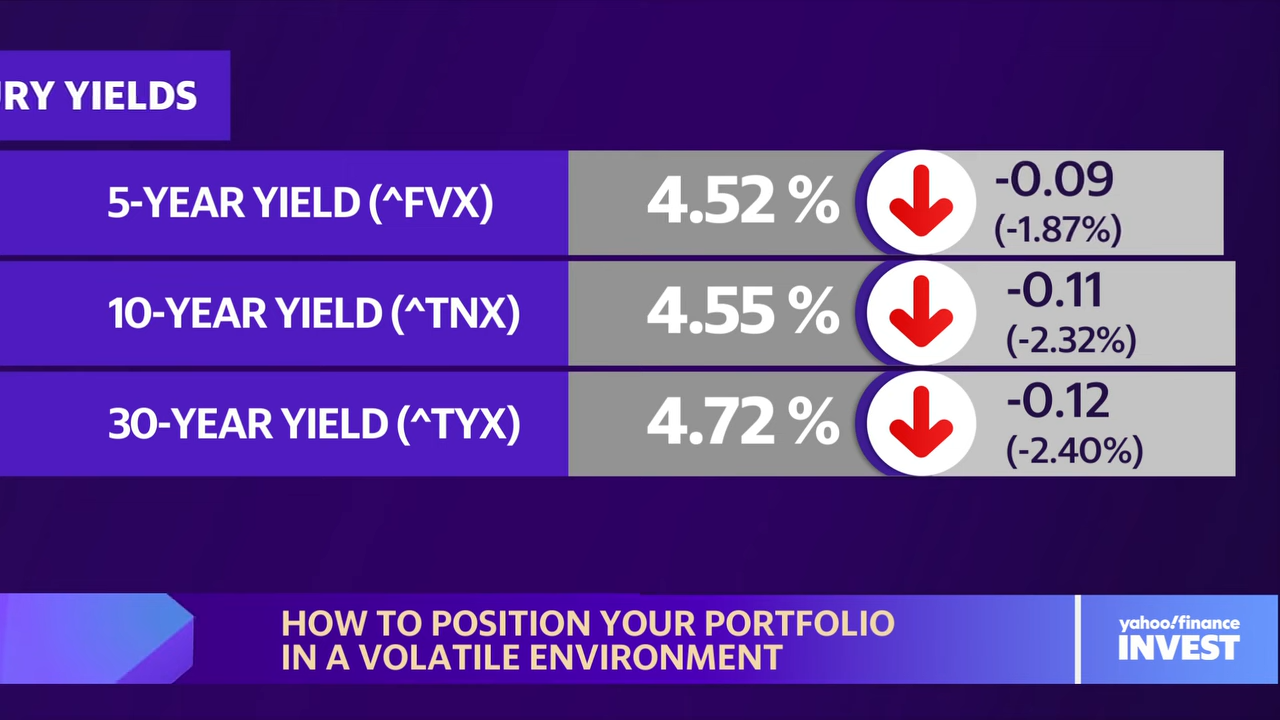 RY YIELDS
5-YEAR YIELD (^FVX) 4.52 % -0.09
(-1.87%)
10-YEAR YIELD (^TNX) 4.55 % -0.11
(-2.32%)
30-YEAR YIELD (^TYX) 4.72 % -0.12
(-2.40%)
HOW TO POSITION YOUR PORTFOLIO
IN A VOLATILE ENVIRONMENT
yahoo!finance
INVEST